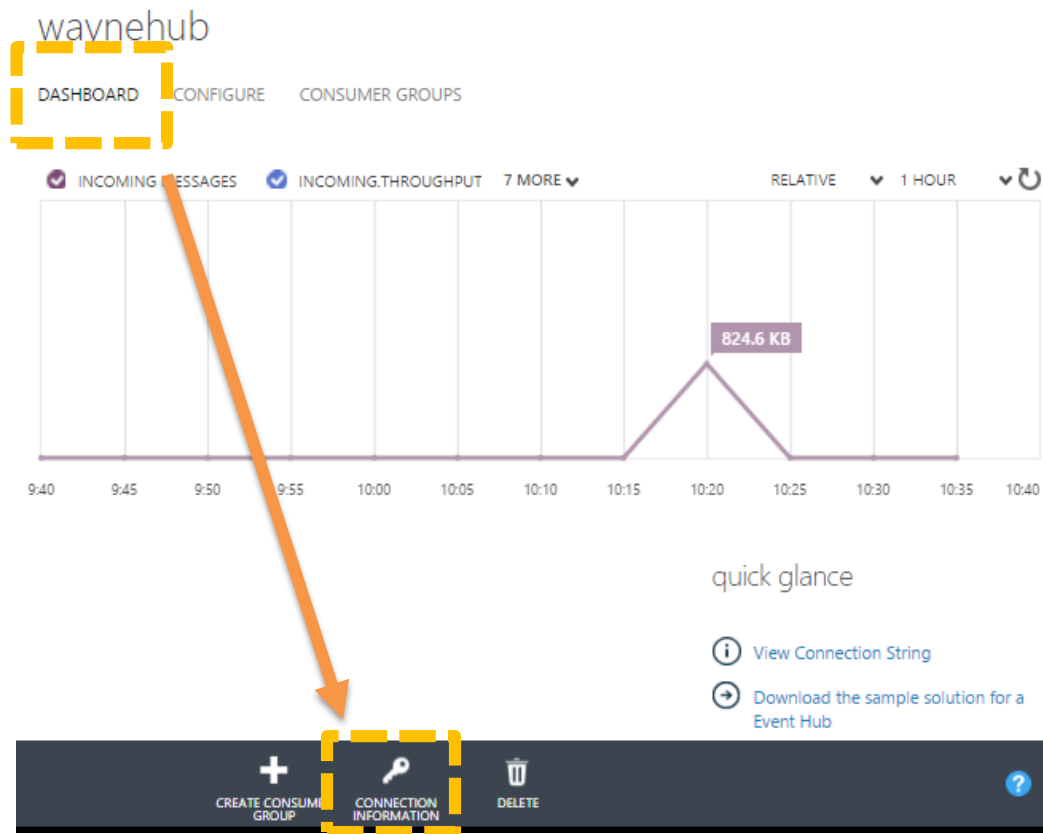 waynehub
DASHBOARD CONFIGURE CONSUMER GROUPS
INCOMING MESSAGES INCOMING.THROUGHPUT 7 MORE RELATIVE 1 HOUR
824.6 KB
9:40 9:45 9:50 9:55 10:00 10:05 10:10 10:15 10:20 10:25 10:30 10:35 10:40
quick glance
View Connection String
Download the sample solution for a
Event Hub
CREATE CONSUME
GROUP
CONNECTION
INFORMATION
DELETE